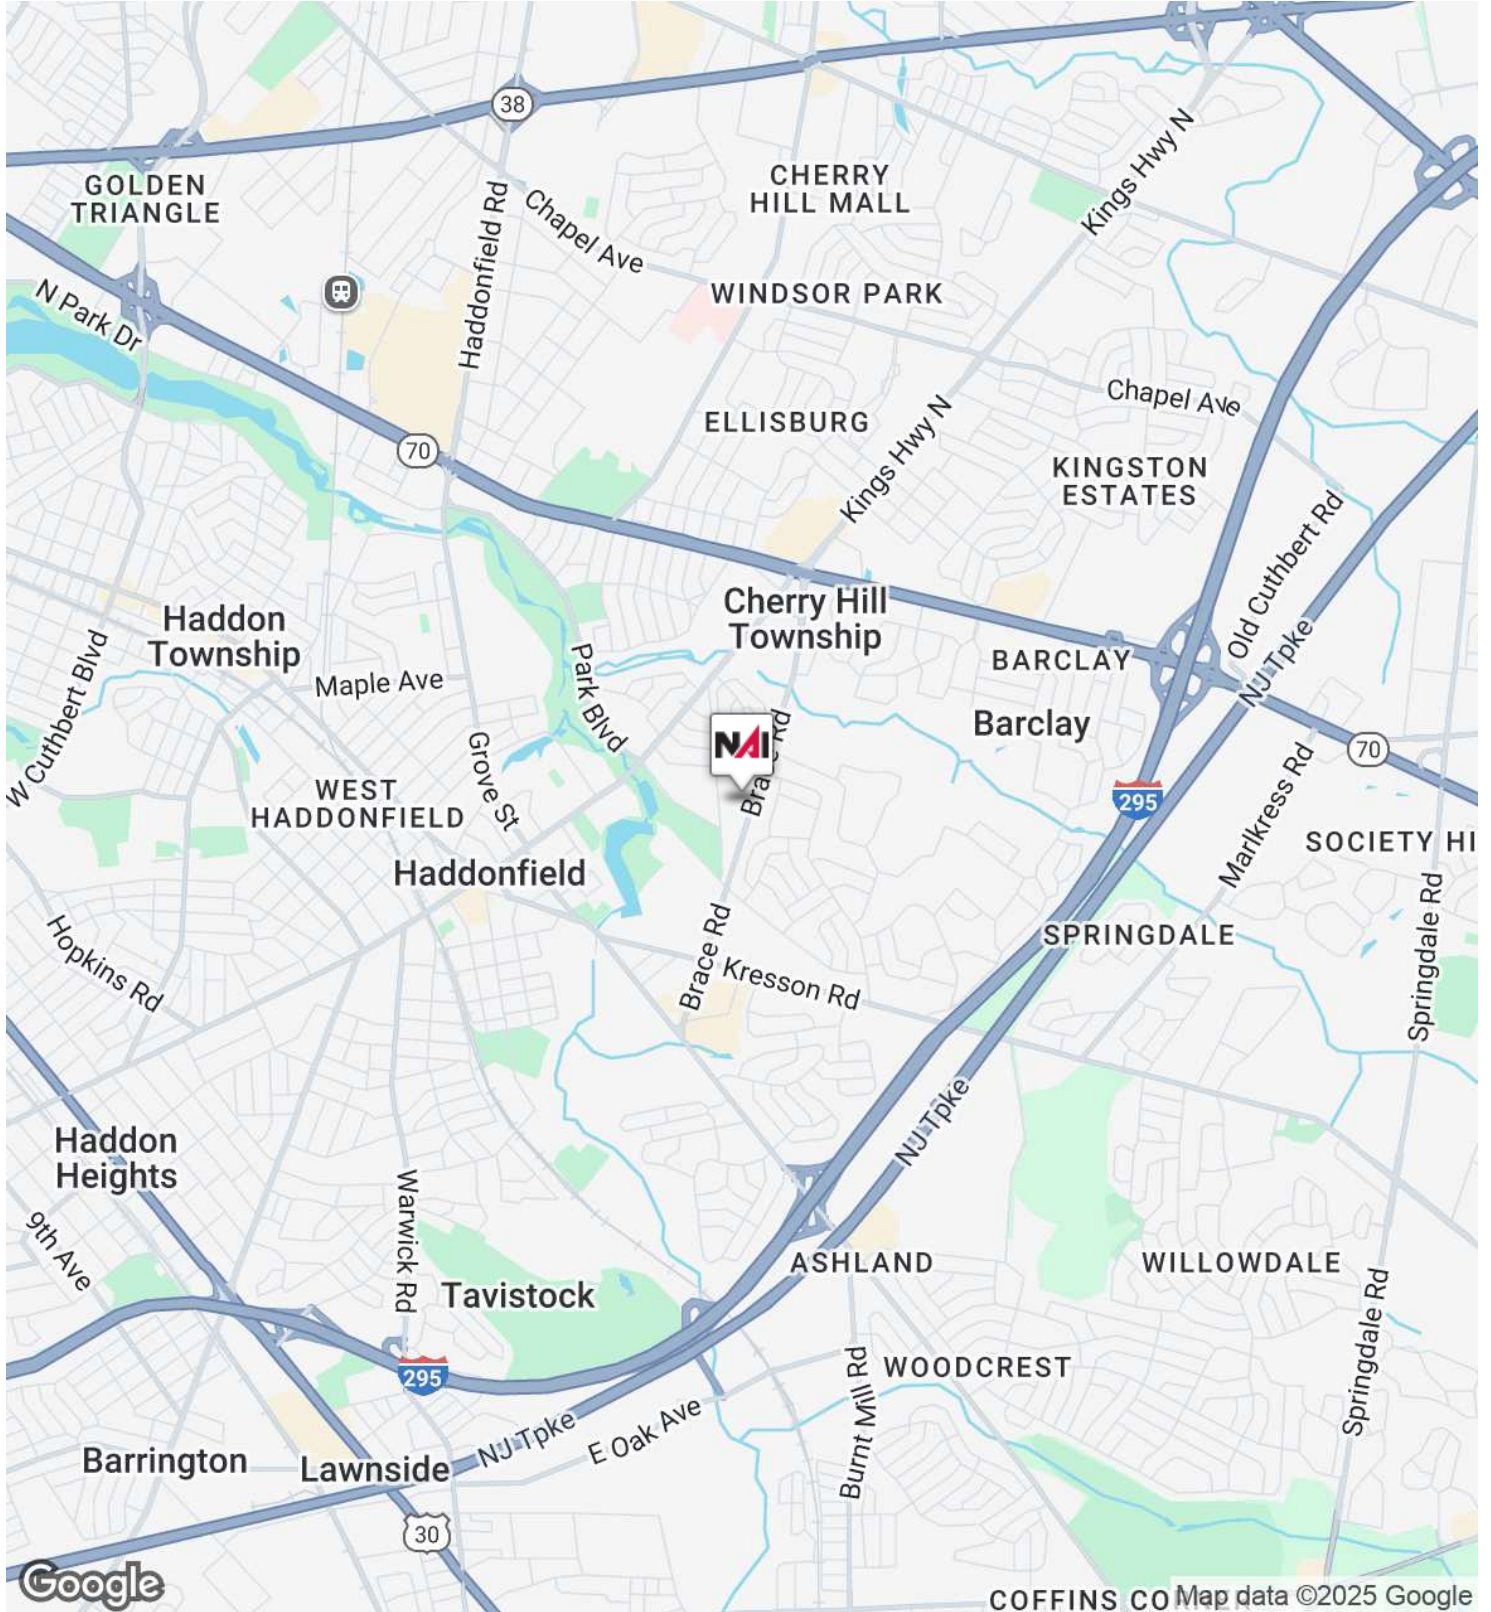 38
GOLDEN
TRIANGLE
CHERRY
HILL MALL
Kings Hwy N
Haddonfield Rd
Chapel Ave
N Park Dr
WINDSOR PARK
Chapel Ave
ELLISBURG
Kings Hwy N
70
KINGSTON
ESTATES
Old Cuthbert Rd
Haddon
Township
Cherry Hill
Township
BARCLAY
NJ Tpke
W Cuthbert Blvd
Maple Ave
Park Blvd
Barclay
NAI
Brace Rd
70
Grove St
WEST
HADDONFIELD
295
Marlkress Rd
SOCIETY HI
Haddonfield
Springdale Rd
SPRINGDALE
Brace Rd
Hopkins Rd
Kresson Rd
NJ Tpke
Haddon
Heights
Warwick Rd
9th Ave
ASHLAND
WILLOWDALE
Tavistock
Springdale Rd
295
WOODCREST
Burnt Mill Rd
E Oak Ave
NJ Tpke
Barrington
Lawnside
30
Google
COFFINS CORNER
Map data ©2025 Google